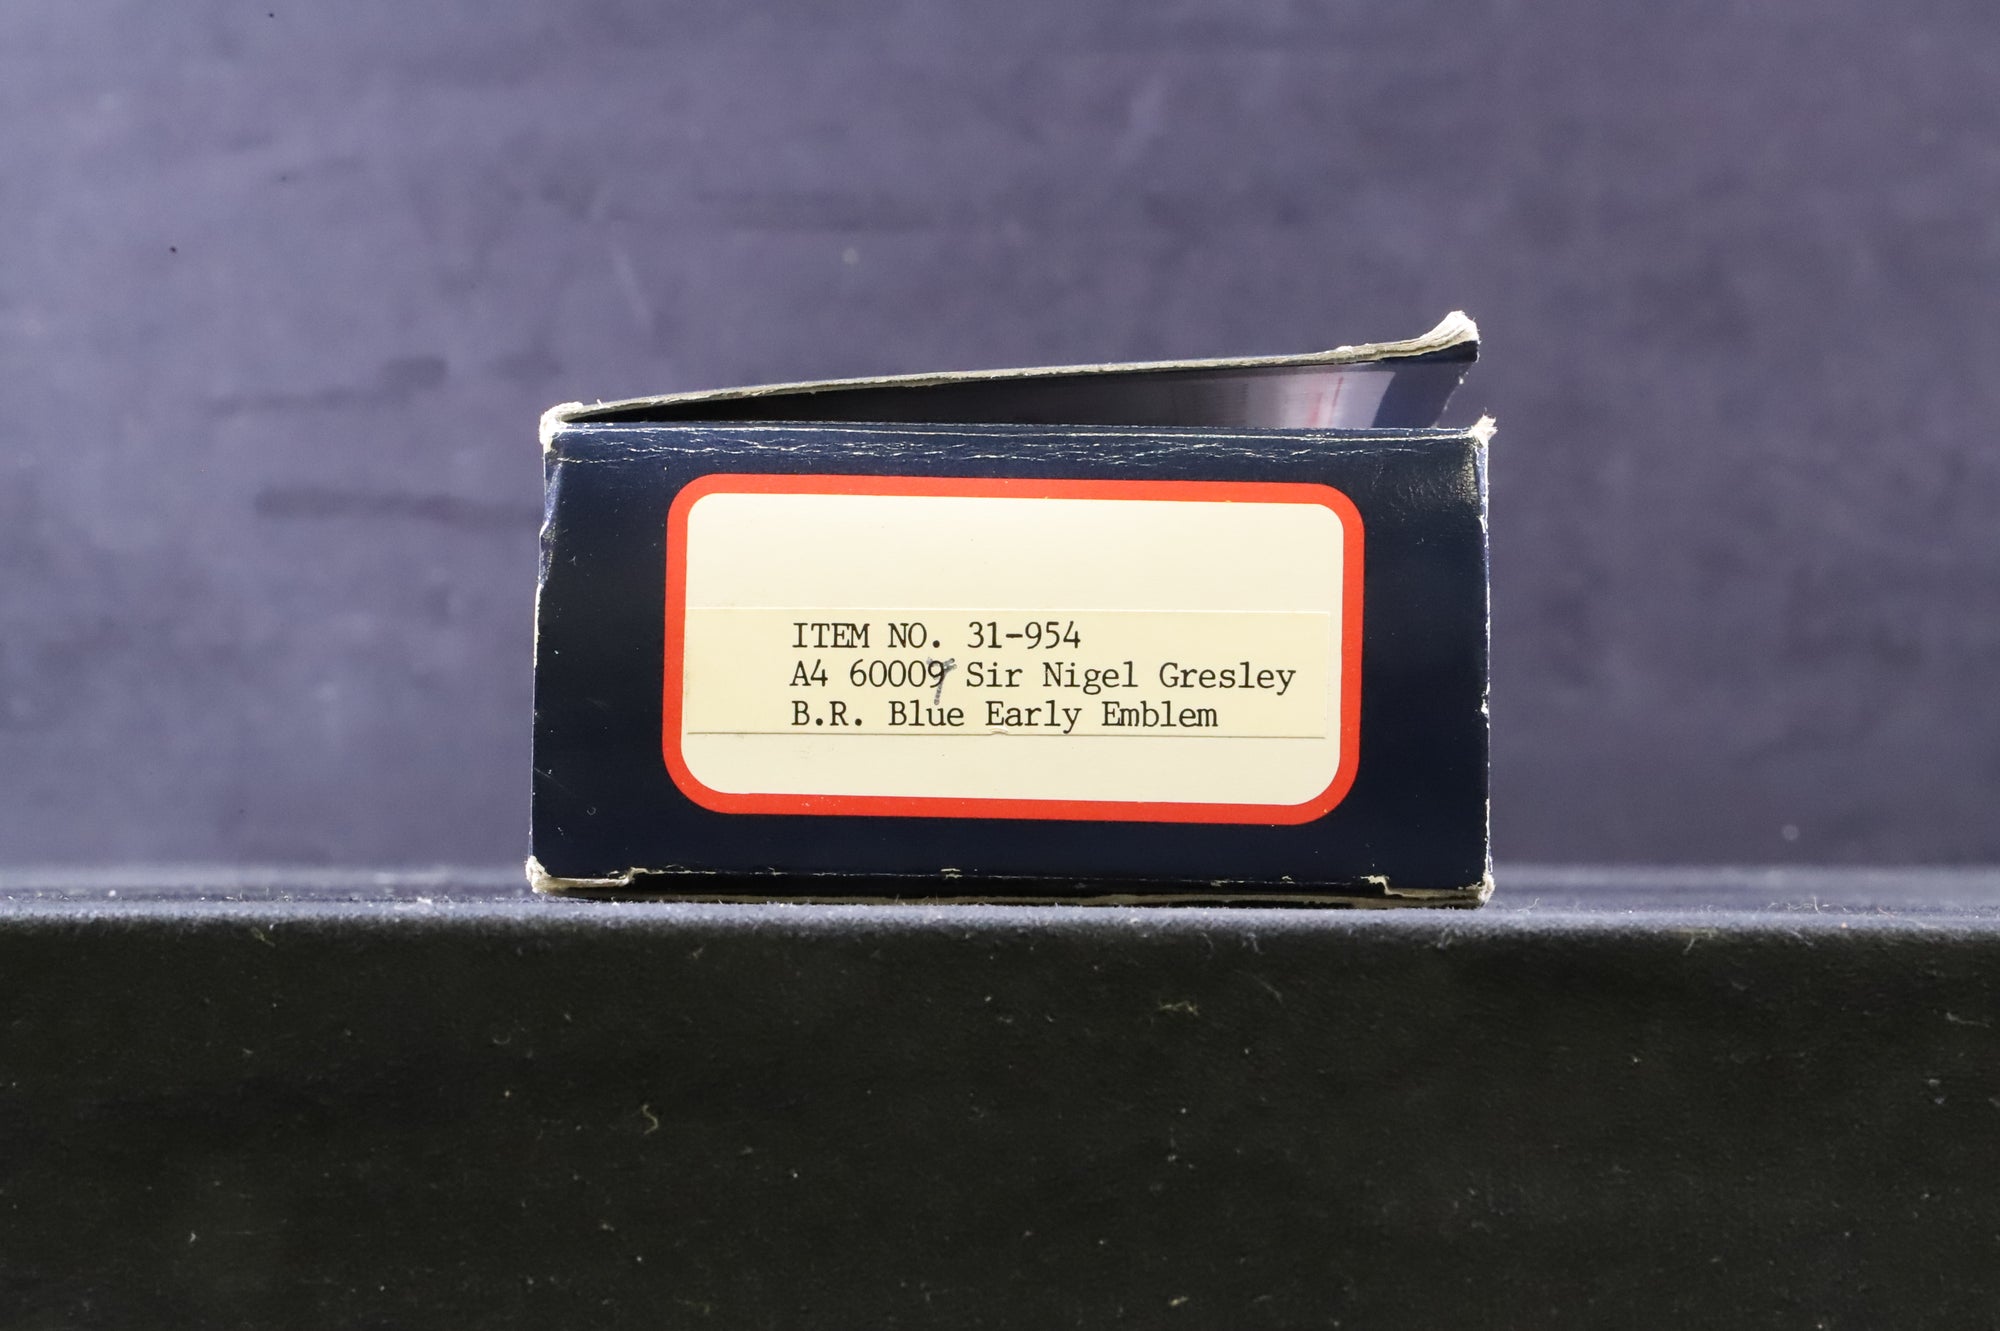 ITEM NO. 31-954
A4 60009 Sir Nigel Gresley
B.R. Blue Early Emblem